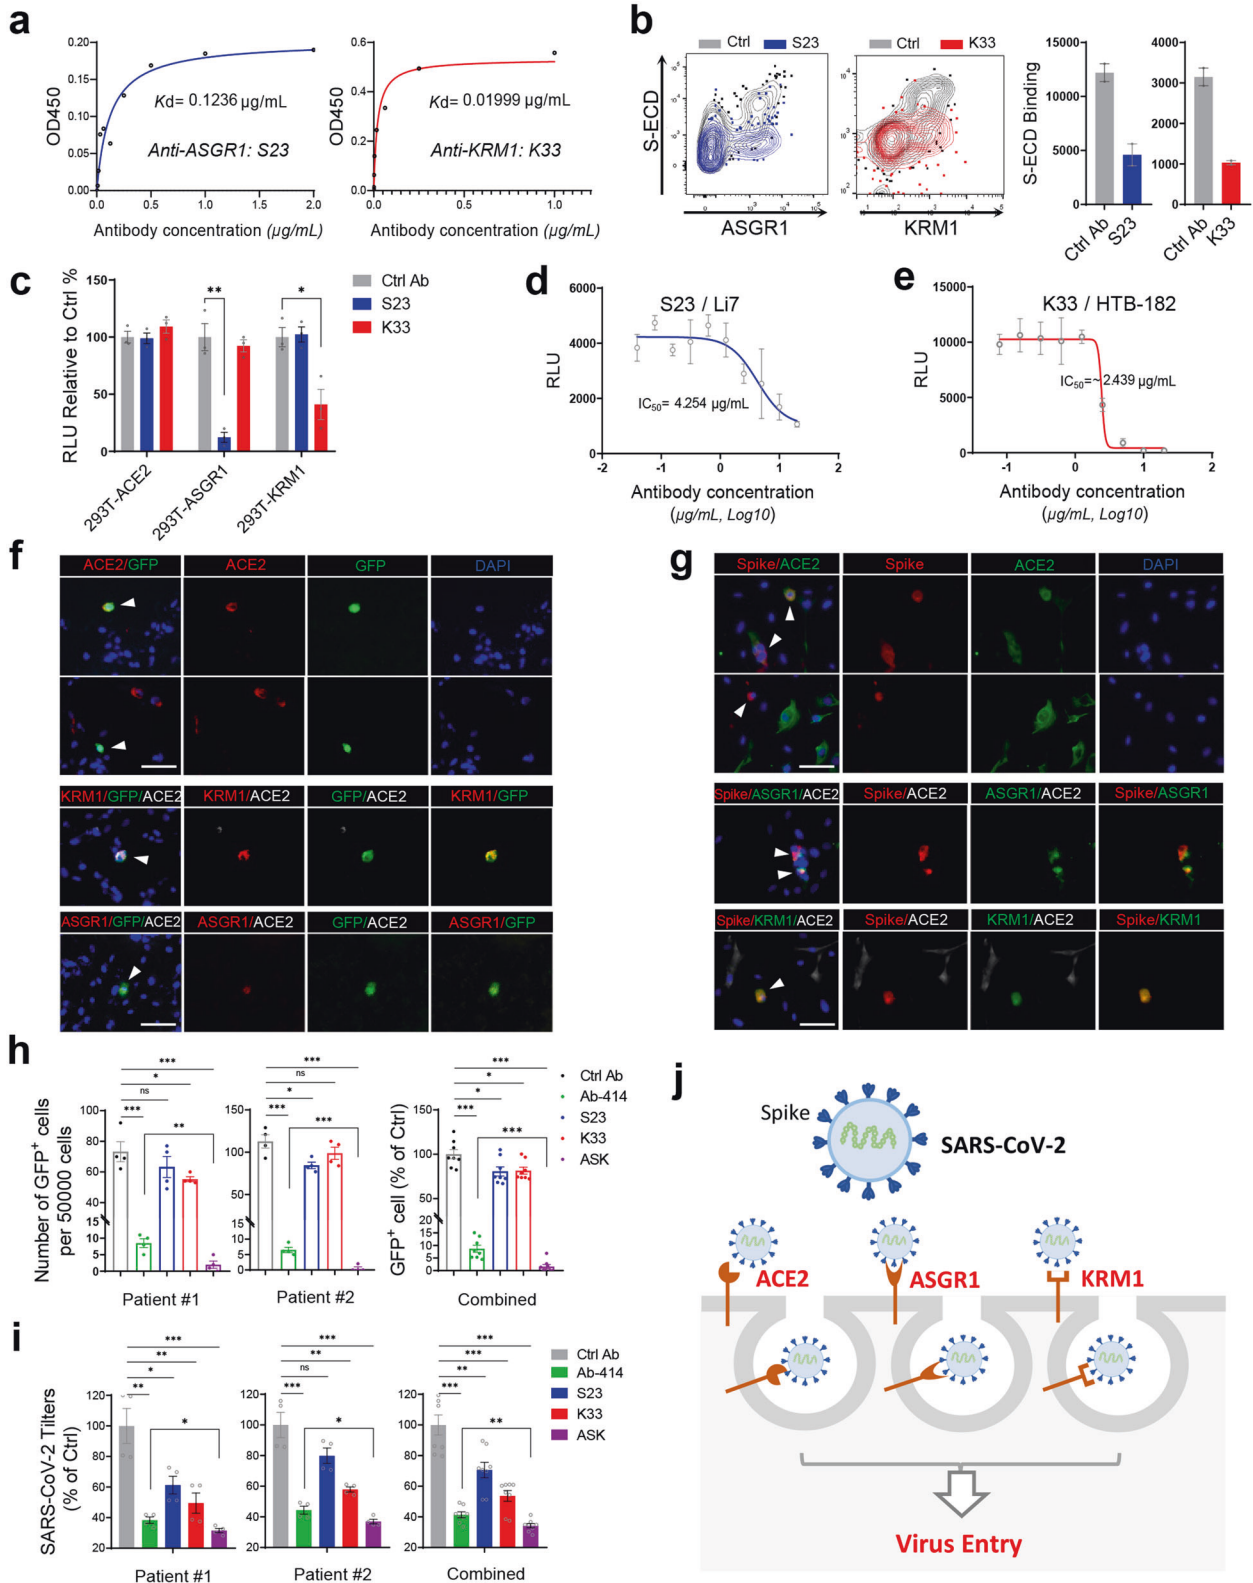 a
0.20
0.15
0.10
0.05
0.00
OD450
Kd= 0.1236 µg/mL
Anti-ASGR1: S23
0.0 0.5 1.0 1.5 2.0
Antibody concentration (µg/mL)
0.6
0.4
0.2
0.0
OD450
Kd= 0.01999 µg/mL
Anti-KRM1: K33
0.0 0.5 1.0
Antibody concentration (µg/mL)
b
Ctrl S23
S-ECD
ASGR1
Ctrl K33
KRM1
S-ECD Binding
15000
10000
5000
0
Ctrl Ab
S23
4000
3000
2000
1000
0
Ctrl Ab
K33
c
RLU Relative to Ctrl %
150
100
50
0
** *
Ctrl Ab
S23
K33
293T-ACE2
293T-ASGR1
293T-KRM1
d
S23 / Li7
RLU
6000
4000
2000
0
IC50= 4.254 µg/mL
-2 -1 0 1 2
Antibody concentration
(µg/mL, Log10)
e
K33 / HTB-182
RLU
15000
10000
5000
0
IC50=~2.439 µg/mL
-1 0 1 2
Antibody concentration
(µg/mL, Log10)
f
ACE2/GFP ACE2 GFP DAPI
KRM1/GFP/ACE2 KRM1/ACE2 GFP/ACE2 KRM1/GFP
ASGR1/GFP/ACE2 ASGR1/ACE2 GFP/ACE2 ASGR1/GFP
g
Spike/ACE2 Spike ACE2 DAPI
Spike/ASGR1/ACE2 Spike/ACE2 ASGR1/ACE2 Spike/ASGR1
Spike/KRM1/ACE2 Spike/ACE2 KRM1/ACE2 Spike/KRM1
h
Number of GFP+ cells
per 50000 cells
100
80
60
40
20
15
10
5
0
***
*
ns
***
**
Patient #1
150
100
50
15
10
5
0
***
ns
*
***
***
Patient #2
GFP+ cell (% of Ctrl)
150
100
50
20
15
10
5
0
***
*
*
***
***
Combined
Ctrl Ab
Ab-414
S23
K33
ASK
i
SARS-CoV-2 Tilters
(% of Ctrl)
120
100
80
60
40
20
***
**
*
**
*
Patient #1
120
100
80
60
40
20
***
**
ns
***
*
Patient #2
120
100
80
60
40
20
***
***
**
***
**
Combined
Ctrl Ab
Ab-414
S23
K33
ASK
j
Spike
SARS-CoV-2
ACE2
ASGR1
KRM1
Virus Entry